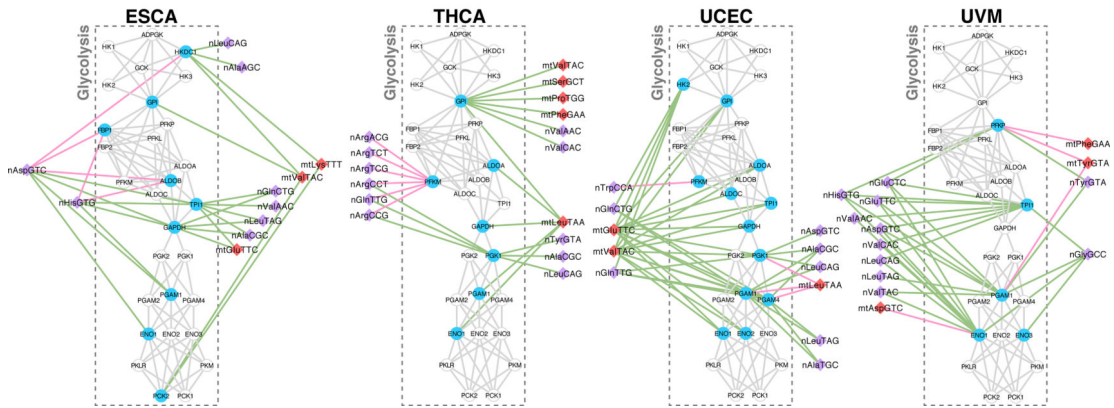 ESCA
THCA
UCEC
UVM
Glycolysis
ADPGK
HK1
HKDC1
GCK
HK2
HK3
GPI
FBP1
PFKP
PFKL
FBP2
ALDOA
PFKM
ALDOB
ALDOC
TPI1
GAPDH
PGK2
PGK1
PGAM1
PGAM2
PGAM4
ENO1
ENO2
ENO3
PKLR
PKM
PCK2
PCK1
nLeuCAG
nAlaAGC
nAspGTC
nHisGTG
mtLysTTT
mtValTAC
nGlnCTG
nValAAC
nLeuTAG
nAlaCGC
mtGluTTC
Glycolysis
ADPGK
HK1
HKDC1
GCK
HK2
HK3
GPI
FBP1
PFKP
PFKL
FBP2
ALDOA
PFKM
ALDOB
ALDOC
TPI1
GAPDH
PGK2
PGK1
PGAM1
PGAM2
PGAM4
ENO1
ENO2
ENO3
PKLR
PKM
PCK2
PCK1
mtValTAC
mtSerGCT
mtProTGG
mtPheGAA
nValAAC
nValCAC
nArgACG
nArgTCT
nArgTCG
nArgCCT
nGlnTTG
nArgCCG
mtLeuTAA
nTyrGTA
nAlaCGC
nLeuCAG
Glycolysis
ADPGK
HK1
HKDC1
GCK
HK2
HK3
GPI
FBP1
PFKP
PFKL
FBP2
ALDOA
PFKM
ALDOB
ALDOC
TPI1
GAPDH
PGK2
PGK1
PGAM1
PGAM2
PGAM4
ENO1
ENO2
ENO3
PKLR
PKM
PCK2
PCK1
nTrpCCA
nGlnCTG
mtGluTTC
mtValTAC
nGlnTTG
nAspGTC
nAlaCGC
nLeuCAG
mtLeuTAA
nLeuTAG
nAlaTGC
Glycolysis
ADPGK
HK1
HKDC1
GCK
HK2
HK3
GPI
FBP1
PFKP
PFKL
FBP2
ALDOA
PFKM
ALDOB
ALDOC
TPI1
GAPDH
PGK2
PGK1
PGAM1
PGAM2
PGAM4
ENO1
ENO2
ENO3
PKLR
PKM
PCK2
PCK1
mtPheGAA
mtTyrGTA
nTyrGTA
nGluCTC
nHisGTG
nGluTTC
nValAAC
nAspGTC
nValCAC
nLeuCAG
nLeuTAG
nValTAC
mtAspGTC
nGlyGCC